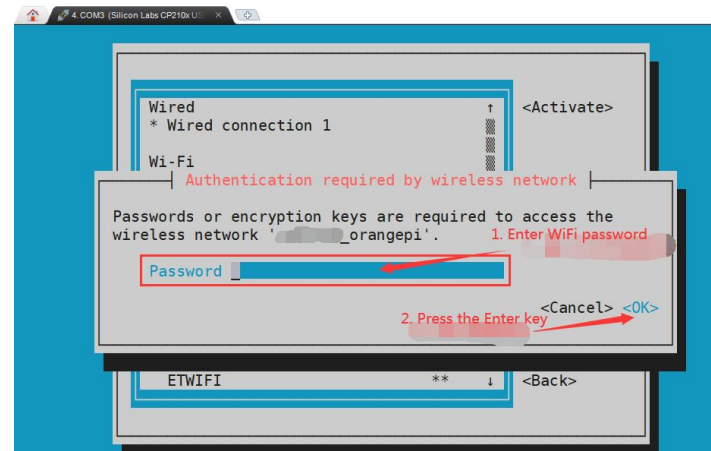 4. COM3 (Silicon Labs CP210x US
Wired ↑ <Activate>
* Wired connection 1
Wi-Fi
Authentication required by wireless network
Passwords or encryption keys are required to access the
wireless network ' _orangepi'.
1. Enter WiFi password
Password
<Cancel> <OK>
2. Press the Enter key
ETWIFI ** ↓ <Back>